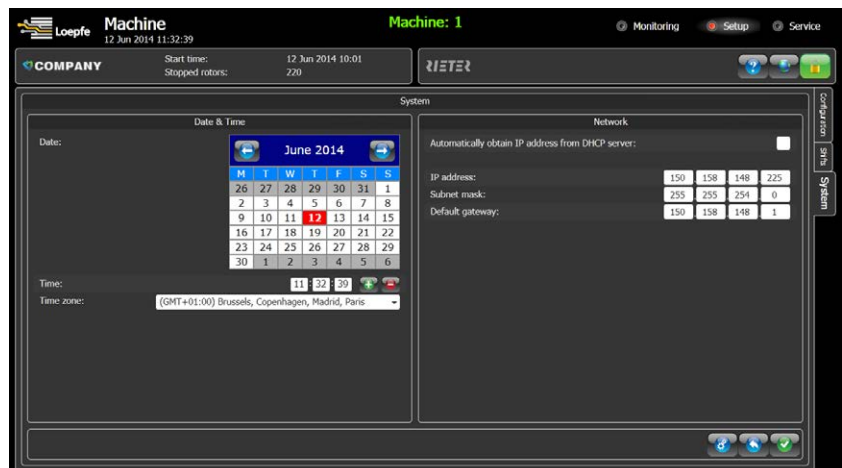 Loepfe
Machine
12 Jun 2014 11:32:39
Machine: 1
Monitoring
Setup
Service
COMPANY
Start time: 12 Jun 2014 10:01
Stopped rotors: 220
RIETER
System
Date & Time
Date:
June 2014
M T W T F S S
26 27 28 29 30 31 1
2 3 4 5 6 7 8
9 10 11 12 13 14 15
16 17 18 19 20 21 22
23 24 25 26 27 28 29
30 1 2 3 4 5 6
Time: 11 : 32 : 39
Time zone: (GMT+01:00) Brussels, Copenhagen, Madrid, Paris
Network
Automatically obtain IP address from DHCP server:
IP address: 150 . 158 . 148 . 225
Subnet mask: 255 . 255 . 254 . 0
Default gateway: 150 . 158 . 148 . 1
Configuration
Shifts
System